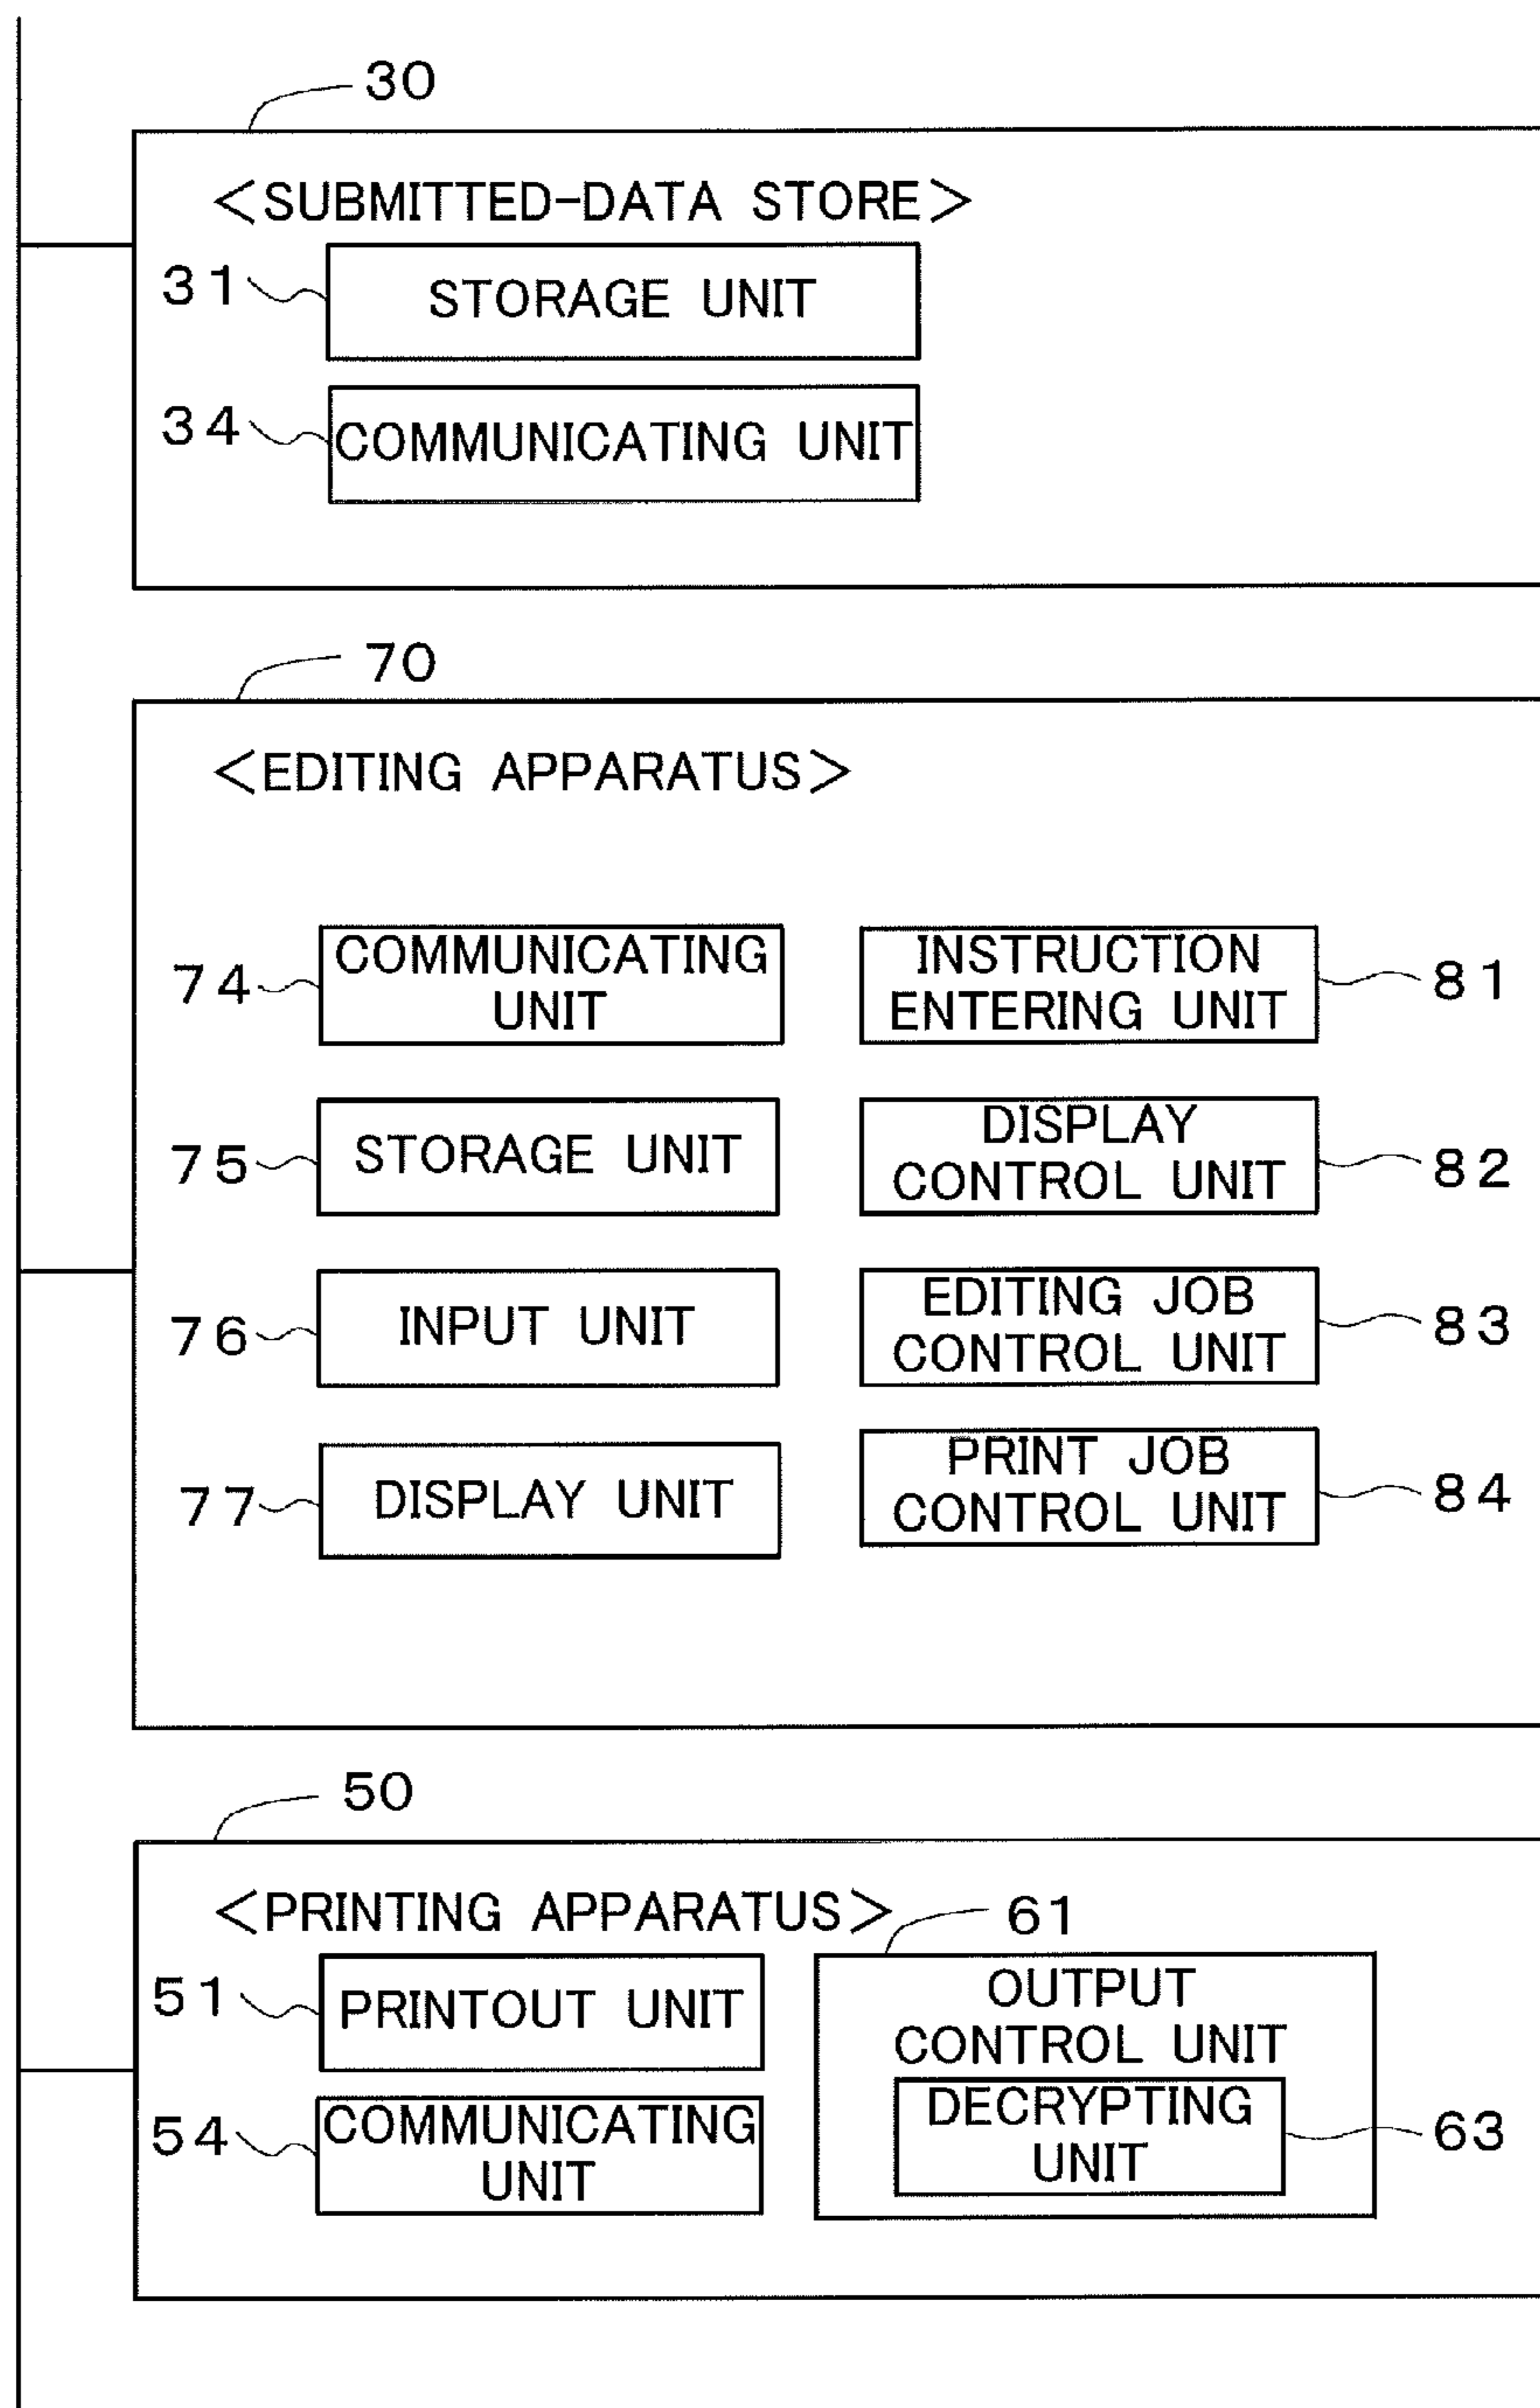 30
<SUBMITTED-DATA STORE>
31
STORAGE UNIT
34
COMMUNICATING UNIT
70
<EDITING APPARATUS>
74
COMMUNICATING
UNIT
INSTRUCTION
ENTERING UNIT
81
75
STORAGE UNIT
DISPLAY
CONTROL UNIT
82
76
INPUT UNIT
EDITING JOB
CONTROL UNIT
83
77
DISPLAY UNIT
PRINT JOB
CONTROL UNIT
84
50
<PRINTING APPARATUS>
61
51
PRINTOUT UNIT
OUTPUT
CONTROL UNIT
54
COMMUNICATING
UNIT
DECRYPTING
UNIT
63